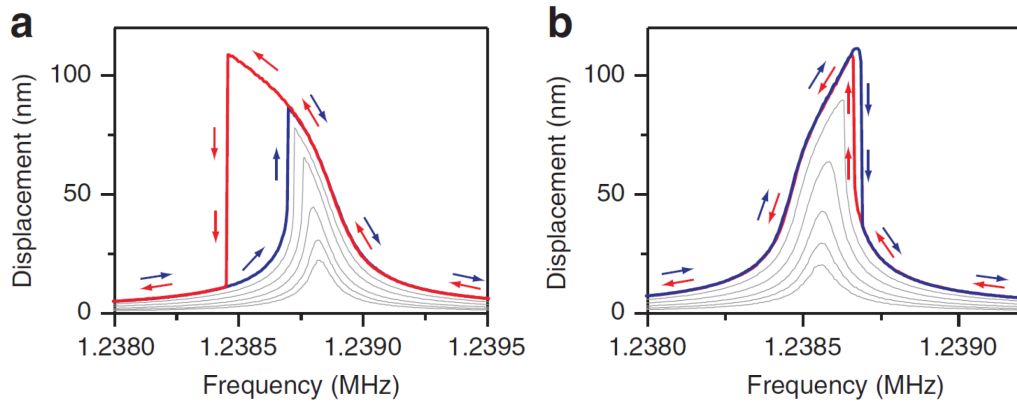 a
Displacement (nm)
100
50
0
1.2380
1.2385
1.2390
1.2395
Frequency (MHz)
b
Displacement (nm)
100
50
0
1.2380
1.2385
1.2390
Frequency (MHz)